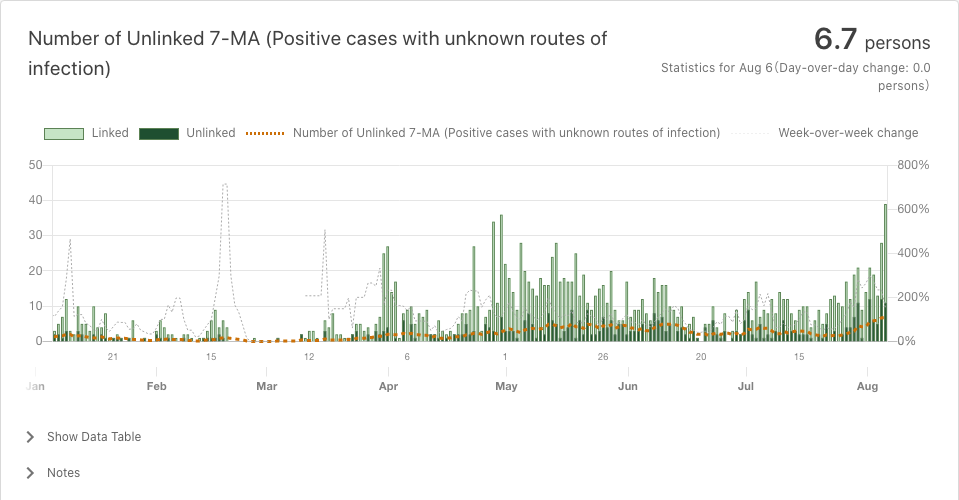 Number of Unlinked 7-MA (Positive cases with unknown routes of
infection)
6.7 persons
Statistics for Aug 6(Day-over-day change: 0.0
persons)
Linked Unlinked Number of Unlinked 7-MA (Positive cases with unknown routes of infection) Week-over-week change
50 800%
40 600%
30 400%
20
10 200%
0 0%
21 15 12 6 1 26 20 15
Jan Feb Mar Apr May Jun Jul Aug
Show Data Table
Notes